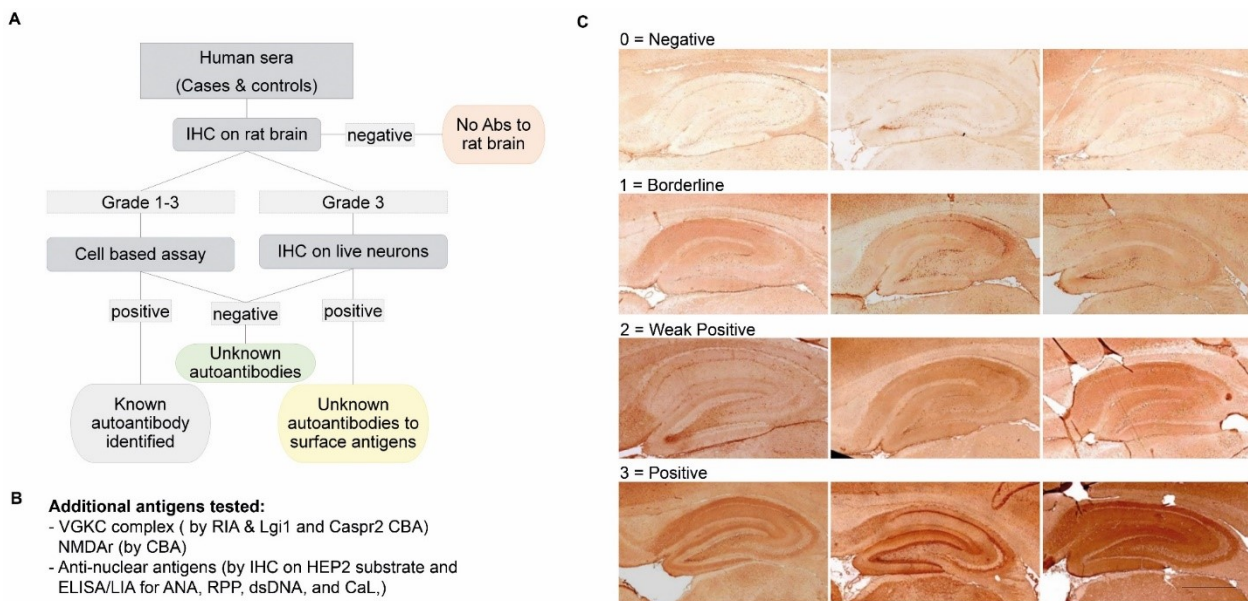 A
Human sera
(Cases & controls)
IHC on rat brain
negative
No Abs to
rat brain
Grade 1-3
Grade 3
Cell based assay
IHC on live neurons
positive
negative
positive
Unknown
autoantibodies
Known
autoantibody
identified
Unknown
autoantibodies to
surface antigens
B
Additional antigens tested:
- VGKC complex ( by RIA & Lgi1 and Caspr2 CBA)
NMDAr (by CBA)
- Anti-nuclear antigens (by IHC on HEP2 substrate and
ELISA/LIA for ANA, RPP, dsDNA, and CaL,)
C
0 = Negative
1 = Borderline
2 = Weak Positive
3 = Positive